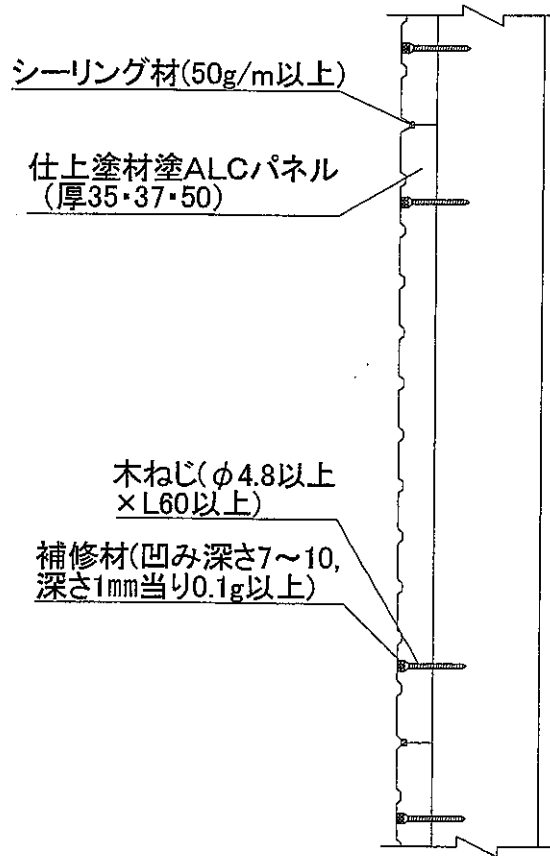 シーリング材(50g/m以上)
仕上塗材塗ALCパネル
(厚35・37・50)
木ねじ(φ4.8以上
×L60以上)
補修材(凹み深さ7～10,
深さ1mm当り0.1g以上)